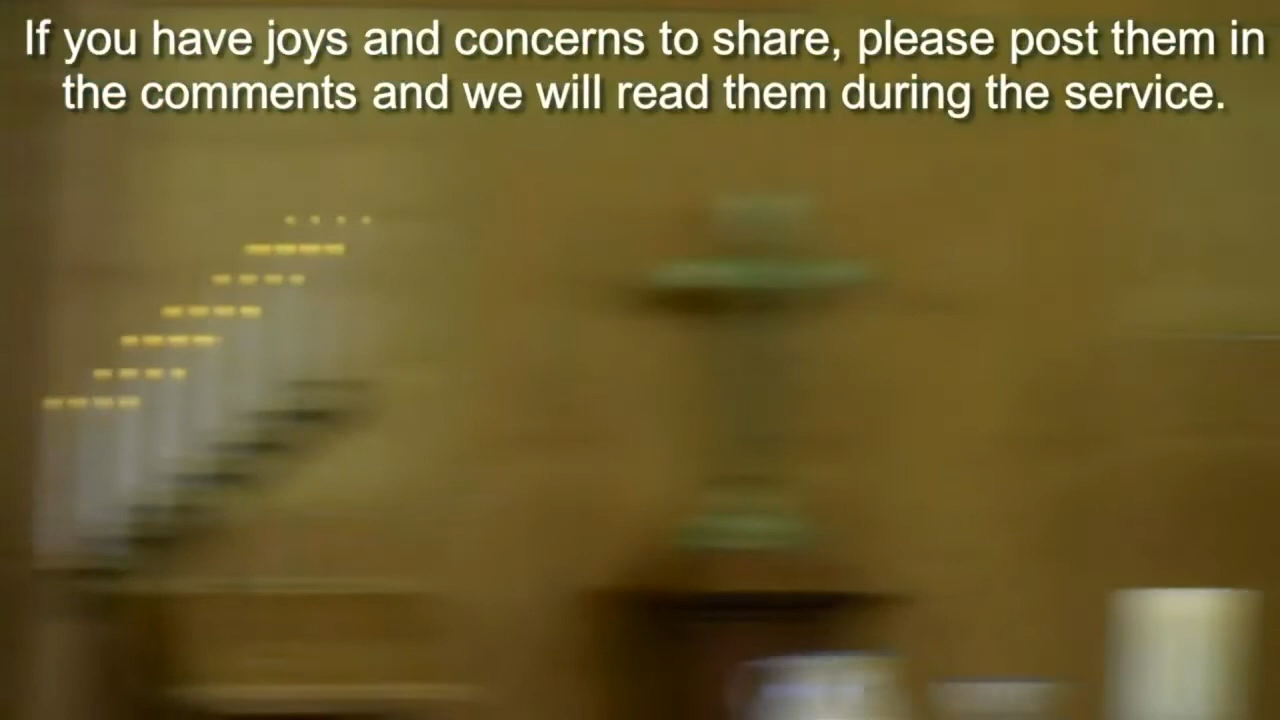 If you have joys and concerns to share, please post them in
the comments and we will read them during the service.